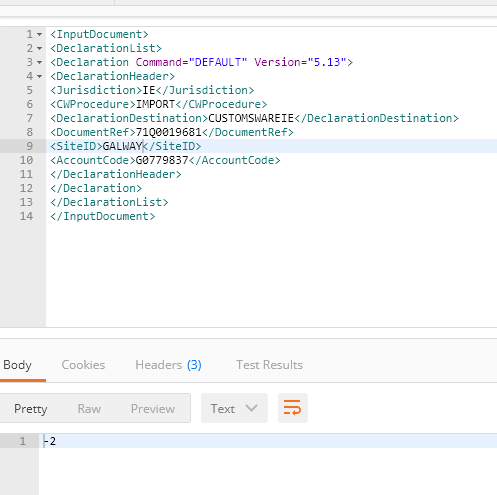 1 <InputDocument>
2 <DeclarationList>
3 <Declaration Command="DEFAULT" Version="5.13">
4 <DeclarationHeader>
5 <Jurisdiction>IE</Jurisdiction>
6 <CWProcedure>IMPORT</CWProcedure>
7 <DeclarationDestination>CUSTOMSWAREIE</DeclarationDestination>
8 <DocumentRef>71Q0019681</DocumentRef>
9 <SiteID>GALWAY</SiteID>
10 <AccountCode>G0779837</AccountCode>
11 </DeclarationHeader>
12 </Declaration>
13 </DeclarationList>
14 </InputDocument>
Body Cookies Headers (3) Test Results
Pretty Raw Preview Text
1 -2